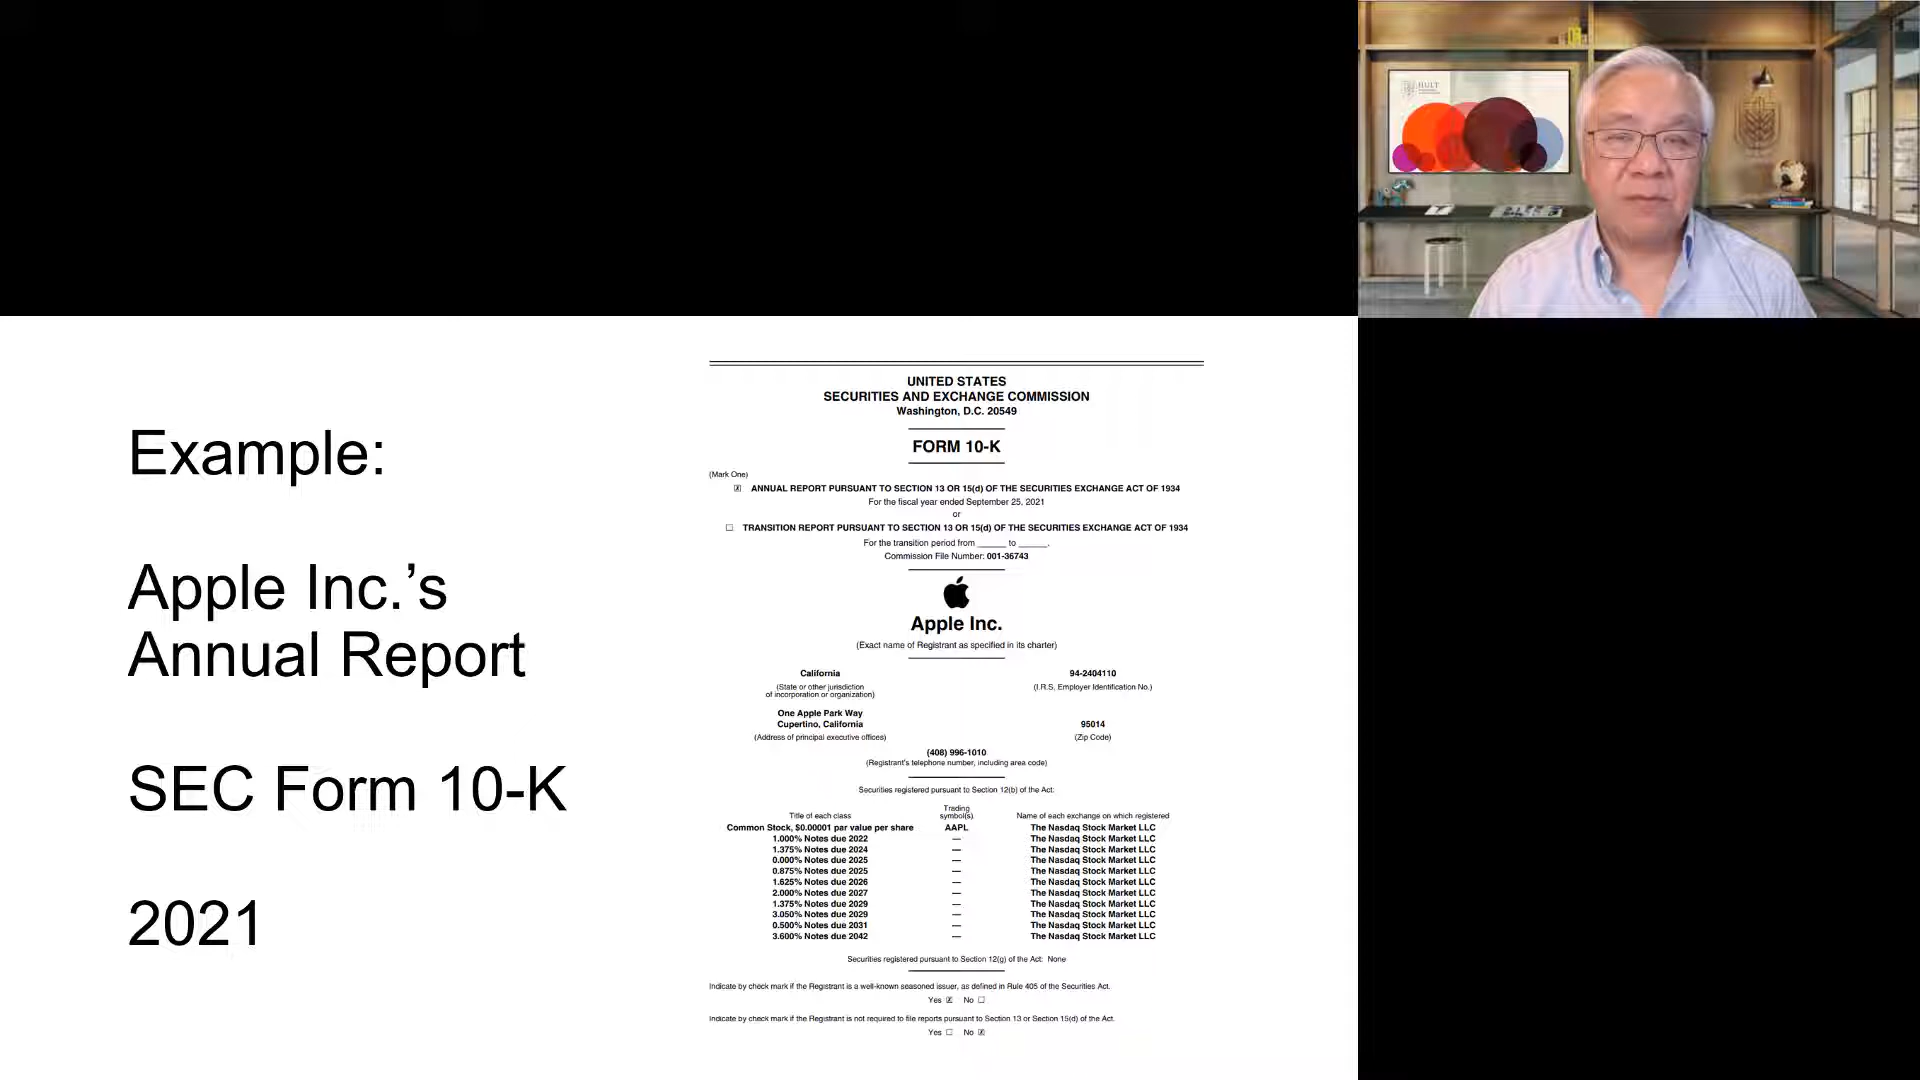 HULT
Example:
Apple Inc.’s
Annual Report
SEC Form 10-K
2021
UNITED STATES
SECURITIES AND EXCHANGE COMMISSION
Washington, D.C. 20549
FORM 10-K
(Mark One)
☒ ANNUAL REPORT PURSUANT TO SECTION 13 OR 15(d) OF THE SECURITIES EXCHANGE ACT OF 1934
For the fiscal year ended September 25, 2021
or
☐ TRANSITION REPORT PURSUANT TO SECTION 13 OR 15(d) OF THE SECURITIES EXCHANGE ACT OF 1934
For the transition period from ______ to ______.
Commission File Number: 001-36743
Apple Inc.
(Exact name of Registrant as specified in its charter)
California 94-2404110
(State or other jurisdiction (I.R.S. Employer Identification No.)
of incorporation or organization)
One Apple Park Way
Cupertino, California 95014
(Address of principal executive offices) (Zip Code)
(408) 996-1010
(Registrant's telephone number, including area code)
Securities registered pursuant to Section 12(b) of the Act:
Title of each class Trading symbol(s) Name of each exchange on which registered
Common Stock, $0.00001 par value per share AAPL The Nasdaq Stock Market LLC
1.000% Notes due 2022 — The Nasdaq Stock Market LLC
1.375% Notes due 2024 — The Nasdaq Stock Market LLC
0.000% Notes due 2025 — The Nasdaq Stock Market LLC
0.875% Notes due 2025 — The Nasdaq Stock Market LLC
1.625% Notes due 2026 — The Nasdaq Stock Market LLC
2.000% Notes due 2027 — The Nasdaq Stock Market LLC
1.375% Notes due 2029 — The Nasdaq Stock Market LLC
3.050% Notes due 2029 — The Nasdaq Stock Market LLC
0.500% Notes due 2031 — The Nasdaq Stock Market LLC
3.600% Notes due 2042 — The Nasdaq Stock Market LLC
Securities registered pursuant to Section 12(g) of the Act: None
Indicate by check mark if the Registrant is a well-known seasoned issuer, as defined in Rule 405 of the Securities Act.
Yes ☒ No ☐
Indicate by check mark if the Registrant is not required to file reports pursuant to Section 13 or Section 15(d) of the Act.
Yes ☐ No ☒